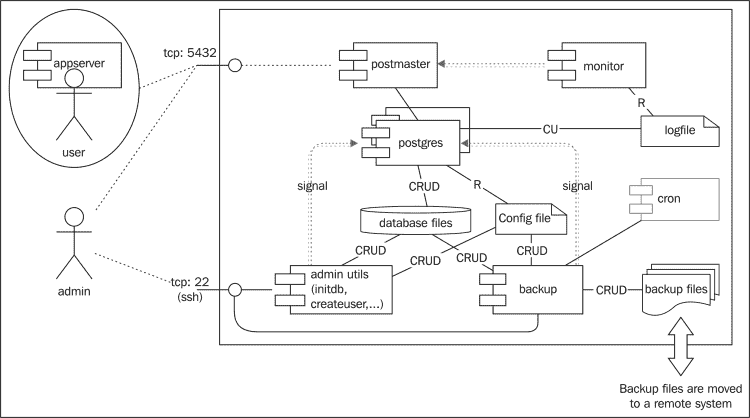 appserver
user
tcp: 5432
postmaster
monitor
R
logfile
postgres
CU
signal
CRUD
R
signal
cron
database files
Config file
admin
CRUD
CRUD
CRUD
CRUD
tcp: 22
(ssh)
admin utils
(initdb,
createuser,...)
backup
CRUD
backup files
Backup files are moved
to a remote system